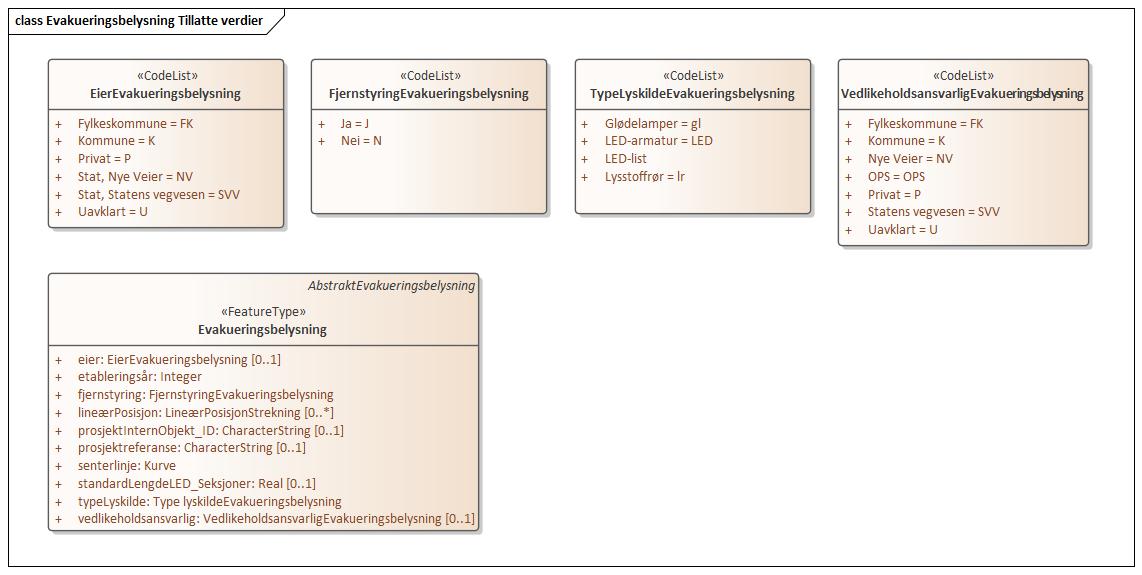 class Evakueringsbelysning Tillatte verdier
«CodeList»
EierEvakueringsbelysning
+ Fylkeskommune = FK
+ Kommune = K
+ Privat = P
+ Stat, Nye Veier = NV
+ Stat, Statens vegvesen = SVV
+ Uavklart = U
«CodeList»
FjernstyringEvakueringsbelysning
+ Ja = J
+ Nei = N
«CodeList»
TypeLyskildeEvakueringsbelysning
+ Glødelamper = gl
+ LED-armatur = LED
+ LED-list
+ Lysstoffrør = lr
«CodeList»
VedlikeholdsansvarligEvakueringsbelysning
+ Fylkeskommune = FK
+ Kommune = K
+ Nye Veier = NV
+ OPS = OPS
+ Privat = P
+ Statens vegvesen = SVV
+ Uavklart = U
AbstraktEvakueringsbelysning
«FeatureType»
Evakueringsbelysning
+ eier: EierEvakueringsbelysning [0..1]
+ etableringsår: Integer
+ fjernstyring: FjernstyringEvakueringsbelysning
+ lineærPosisjon: LineærPosisjonStrekning [0..*]
+ prosjektInternObjekt_ID: CharacterString [0..1]
+ prosjektreferanse: CharacterString [0..1]
+ senterlinje: Kurve
+ standardLengdeLED_Seksjoner: Real [0..1]
+ typeLyskilde: Type lyskildeEvakueringsbelysning
+ vedlikeholdsansvarlig: VedlikeholdsansvarligEvakueringsbelysning [0..1]